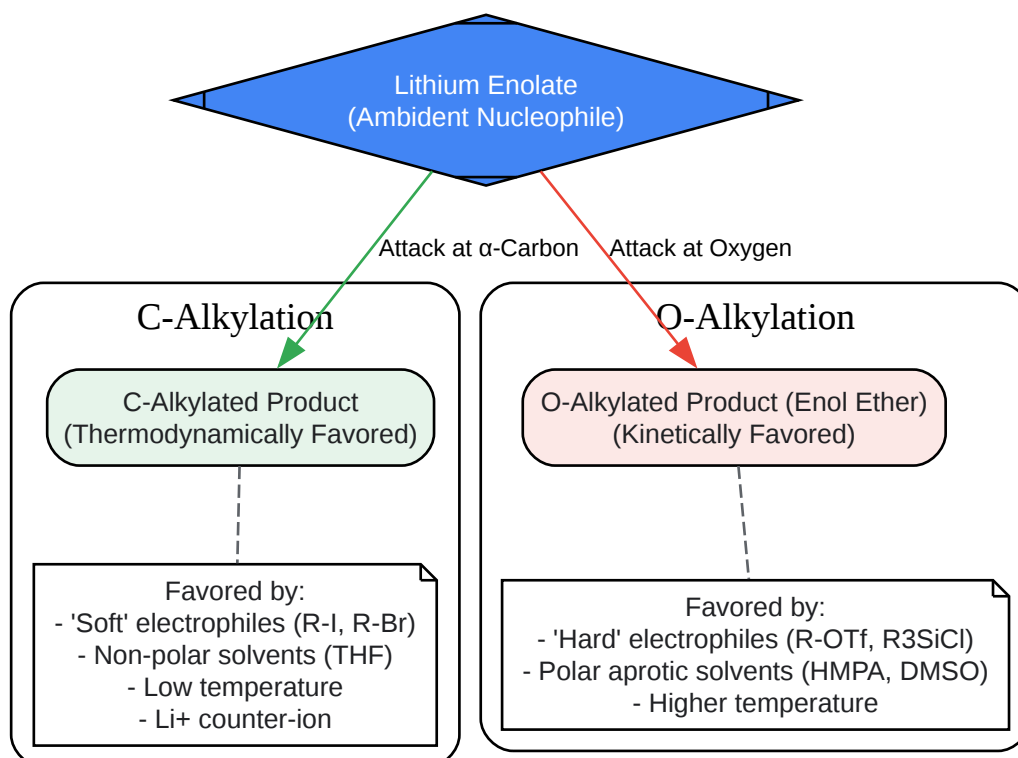 Lithium Enolate
(Ambident Nucleophile)
Attack at α-Carbon
Attack at Oxygen
C-Alkylation
C-Alkylated Product
(Thermodynamically Favored)
Favored by:
- 'Soft' electrophiles (R-I, R-Br)
- Non-polar solvents (THF)
- Low temperature
- Li+ counter-ion
O-Alkylation
O-Alkylated Product (Enol Ether)
(Kinetically Favored)
Favored by:
- 'Hard' electrophiles (R-OTf, R3SiCl)
- Polar aprotic solvents (HMPA, DMSO)
- Higher temperature